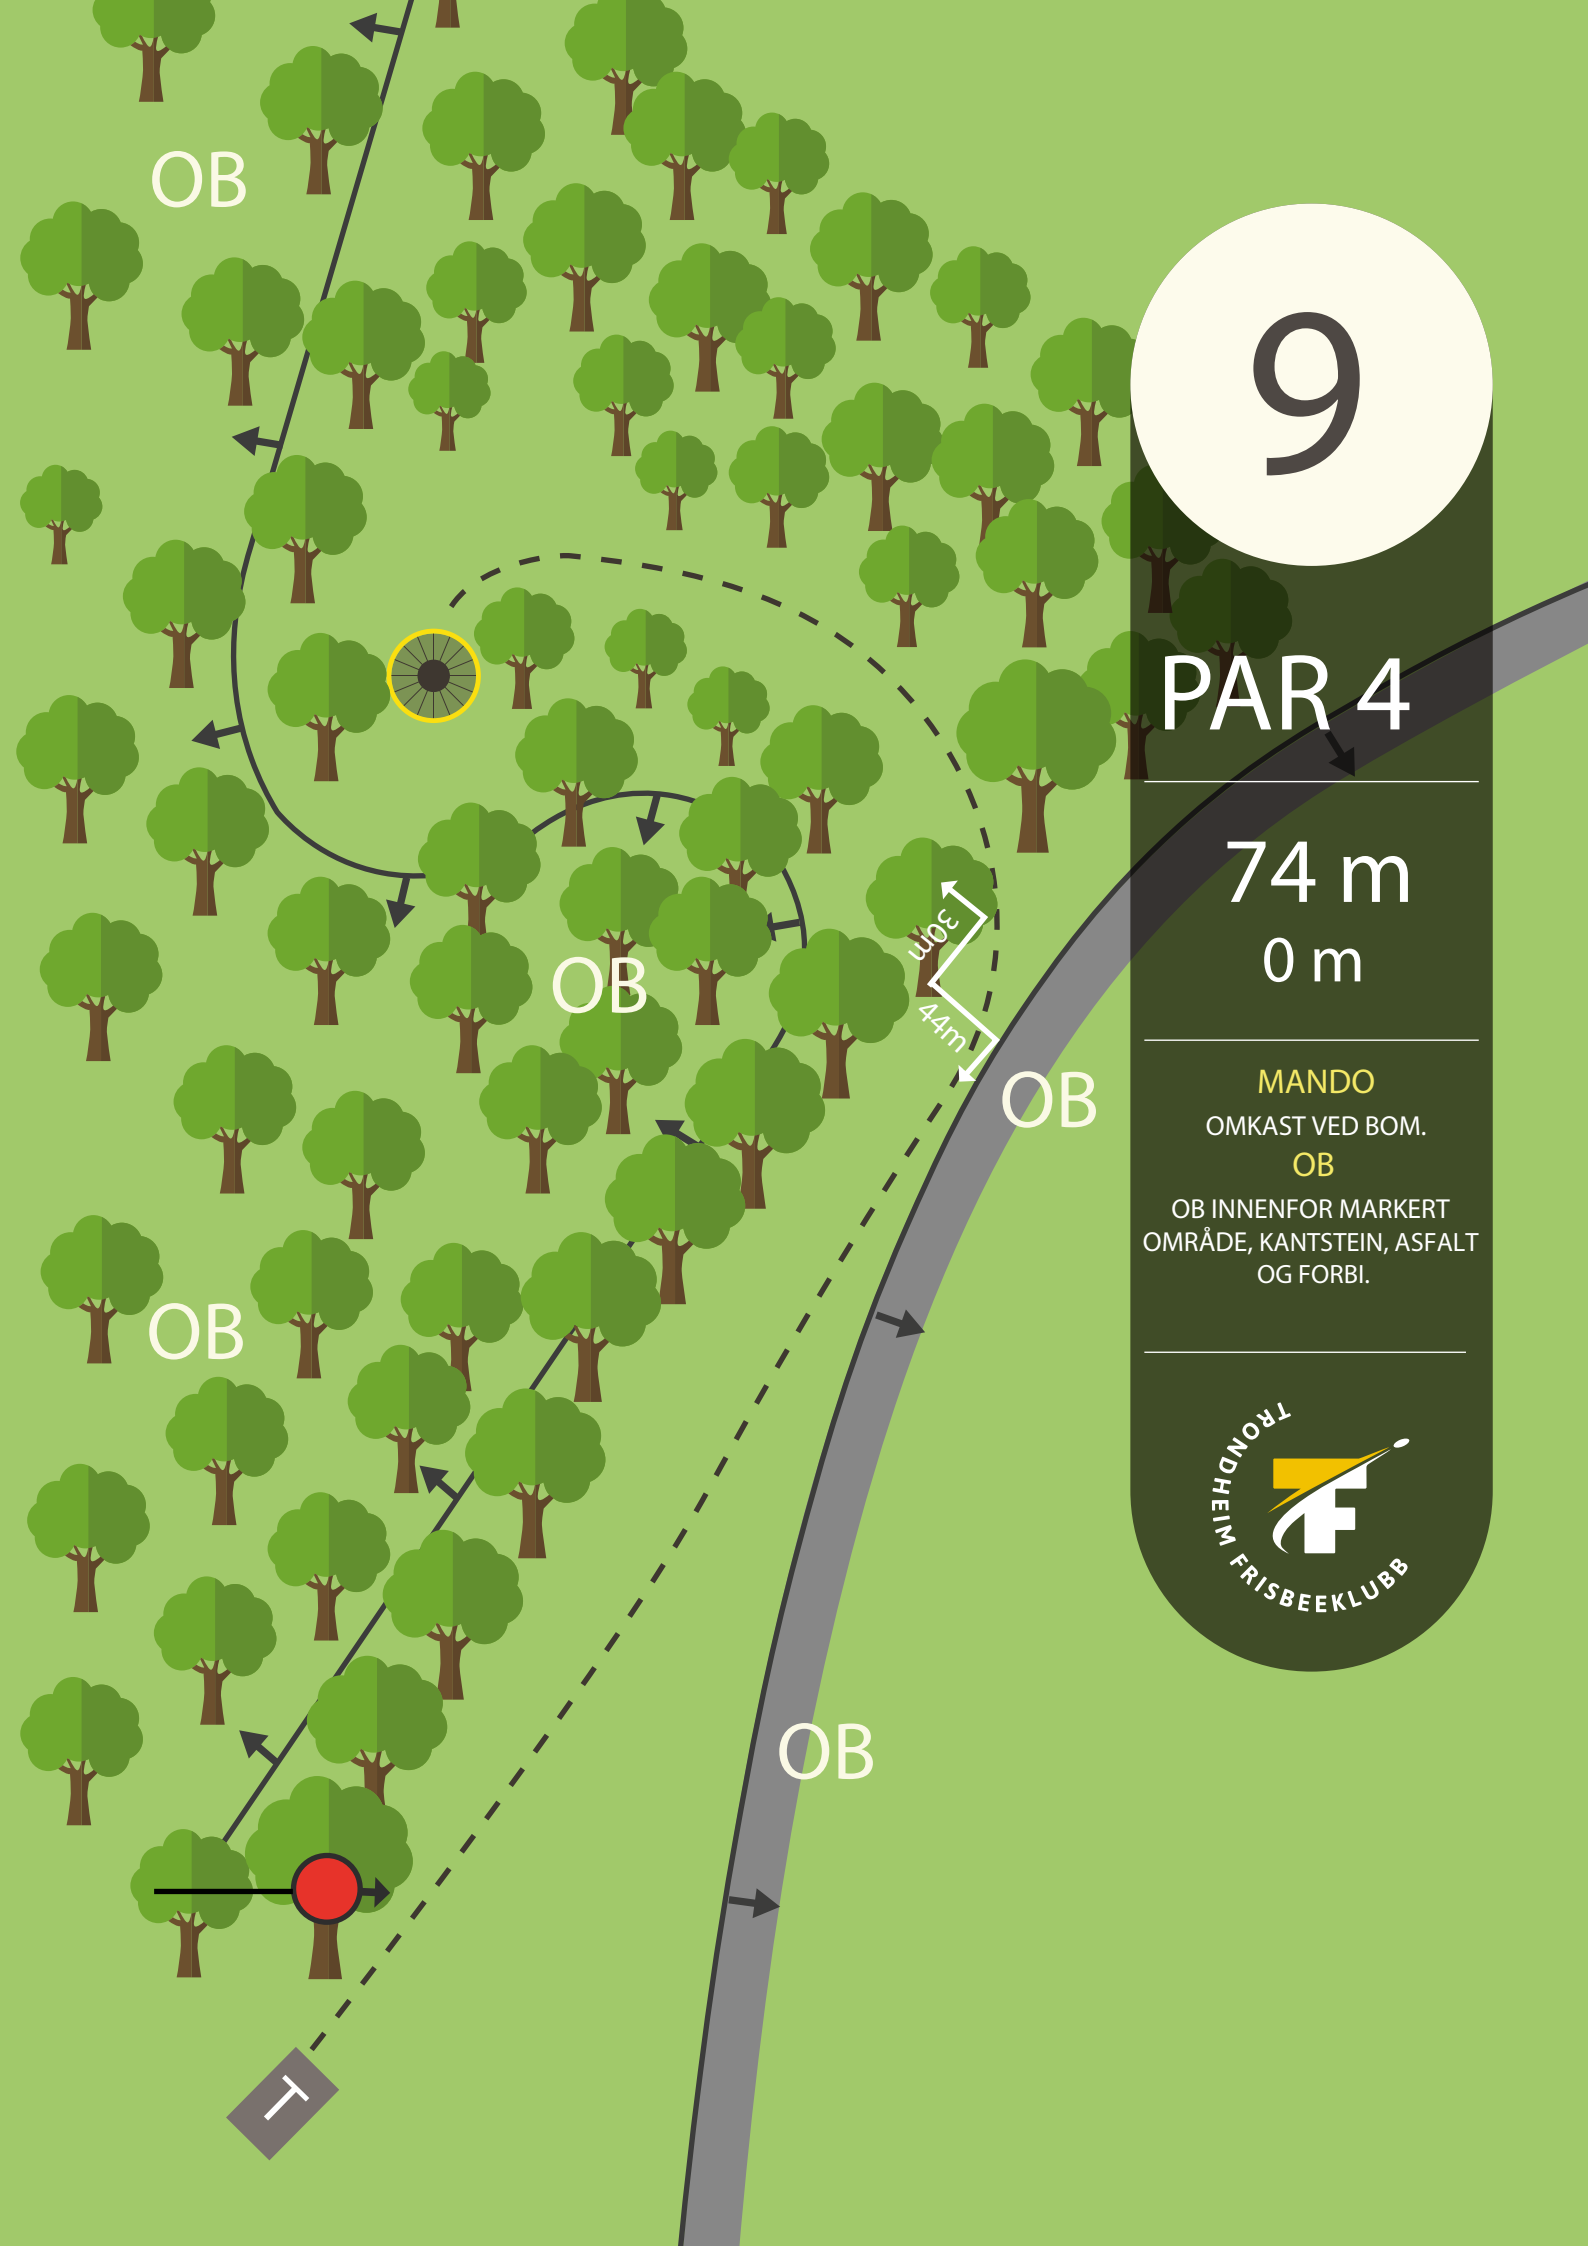 OB
9
PAR 4
74 m
0 m
MANDO
OMKAST VED BOM.
OB
OB INNENFOR MARKERT
OMRÅDE, KANTSTEIN, ASFALT
OG FORBI.
TRONDHEIM FRISBEEKLUBB
30m
44m
OB
OB
OB
OB
T